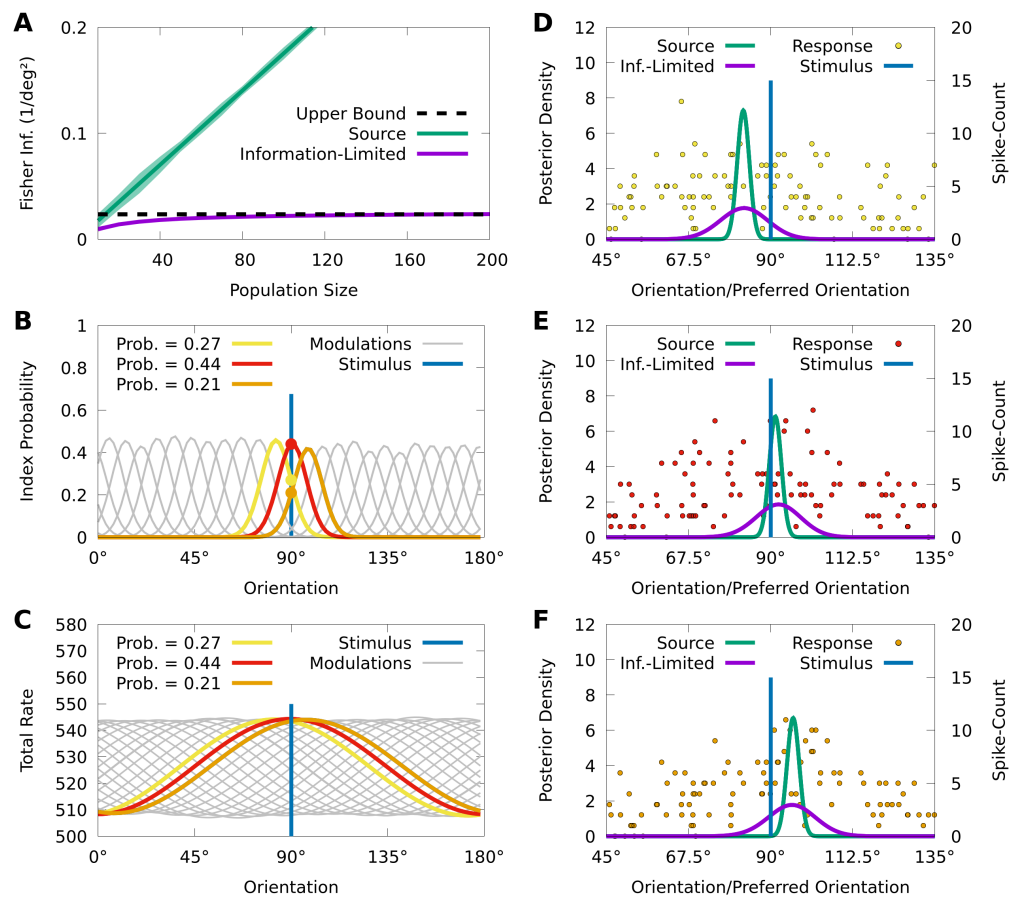 A
Fisher Inf. (1/deg²)
0.2
0.1
0
Upper Bound
Source
Information-Limited
40 80 120 160 200
Population Size
B
Index Probability
1
0.8
0.6
0.4
0.2
0
Prob. = 0.27 Modulations
Prob. = 0.44 Stimulus
Prob. = 0.21
0° 45° 90° 135° 180°
Orientation
C
Total Rate
580
570
560
550
540
530
520
510
500
Prob. = 0.27 Stimulus
Prob. = 0.44 Modulations
Prob. = 0.21
0° 45° 90° 135° 180°
Orientation
D
Posterior Density
12
10
8
6
4
2
0
Source Response
Inf.-Limited Stimulus
20
15
10
5
0
Spike-Count
45° 67.5° 90° 112.5° 135°
Orientation/Preferred Orientation
E
Posterior Density
12
10
8
6
4
2
0
Source Response
Inf.-Limited Stimulus
20
15
10
5
0
Spike-Count
45° 67.5° 90° 112.5° 135°
Orientation/Preferred Orientation
F
Posterior Density
12
10
8
6
4
2
0
Source Response
Inf.-Limited Stimulus
20
15
10
5
0
Spike-Count
45° 67.5° 90° 112.5° 135°
Orientation/Preferred Orientation